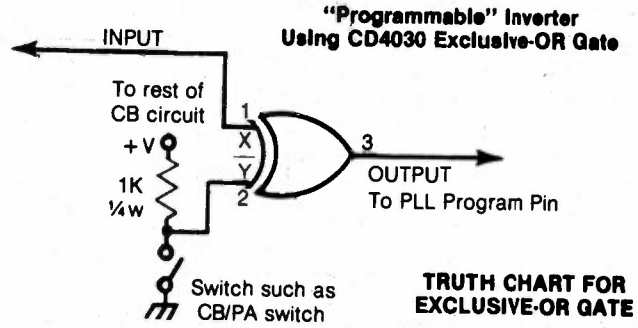 "Programmable" Inverter
Using CD4030 Exclusive-OR Gate
INPUT
To rest of
CB circuit
+V
1K
¼w
1
X
Y
2
3
OUTPUT
To PLL Program Pin
Switch such as
CB/PA switch
TRUTH CHART FOR
EXCLUSIVE-OR GATE